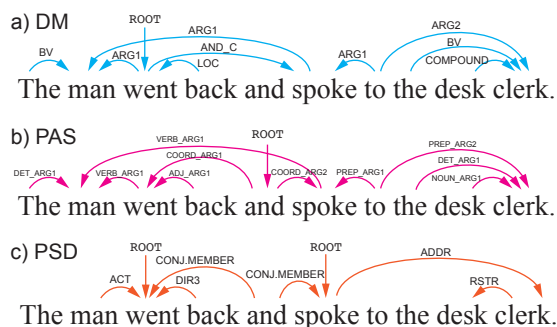 a) DM
ROOT
ARG1
ARG2
AND_C
BV
BV
ARG1
LOC
ARG1
COMPOUND
The man went back and spoke to the desk clerk.
b) PAS
VERB_ARG1
ROOT
PREP_ARG2
COORD_ARG1
DET_ARG1
DET_ARG1
VERB_ARG1
ADJ_ARG1
COORD_ARG2
PREP_ARG1
NOUN_ARG1
The man went back and spoke to the desk clerk.
c) PSD
ROOT
ROOT
CONJ.MEMBER
ADDR
CONJ.MEMBER
ACT
DIR3
RSTR
The man went back and spoke to the desk clerk.